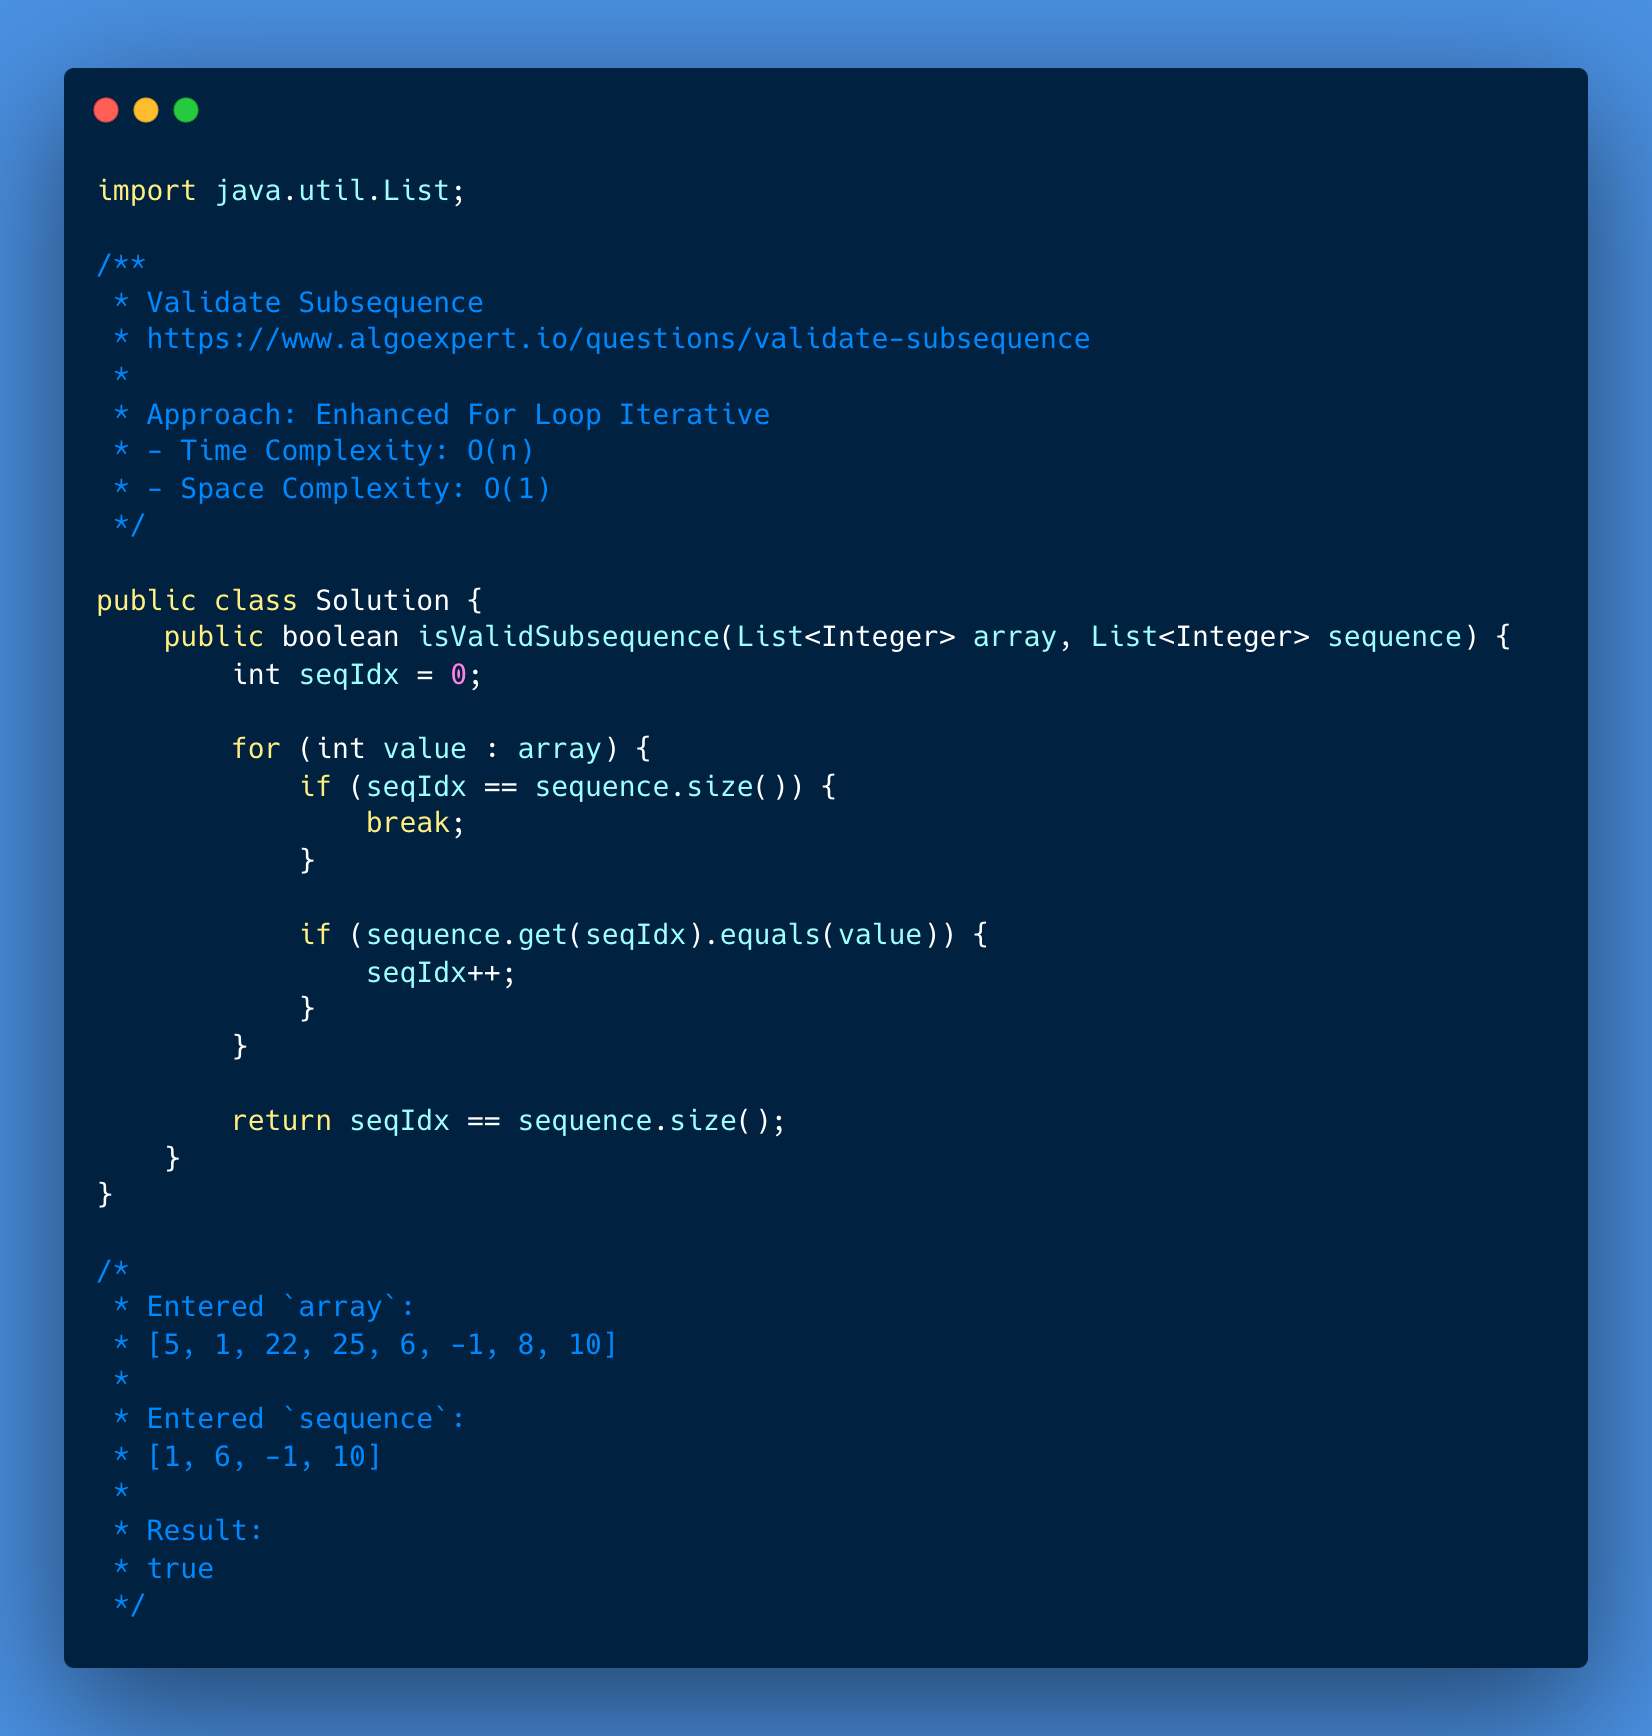 import java.util.List;

/**
 * Validate Subsequence
 * https://www.algoexpert.io/questions/validate-subsequence
 *
 * Approach: Enhanced For Loop Iterative
 * - Time Complexity: O(n)
 * - Space Complexity: O(1)
 */

public class Solution {
    public boolean isValidSubsequence(List<Integer> array, List<Integer> sequence) {
        int seqIdx = 0;

        for (int value : array) {
            if (seqIdx == sequence.size()) {
                break;
            }

            if (sequence.get(seqIdx).equals(value)) {
                seqIdx++;
            }
        }

        return seqIdx == sequence.size();
    }
}

/*
 * Entered `array`:
 * [5, 1, 22, 25, 6, -1, 8, 10]
 *
 * Entered `sequence`:
 * [1, 6, -1, 10]
 *
 * Result:
 * true
 */